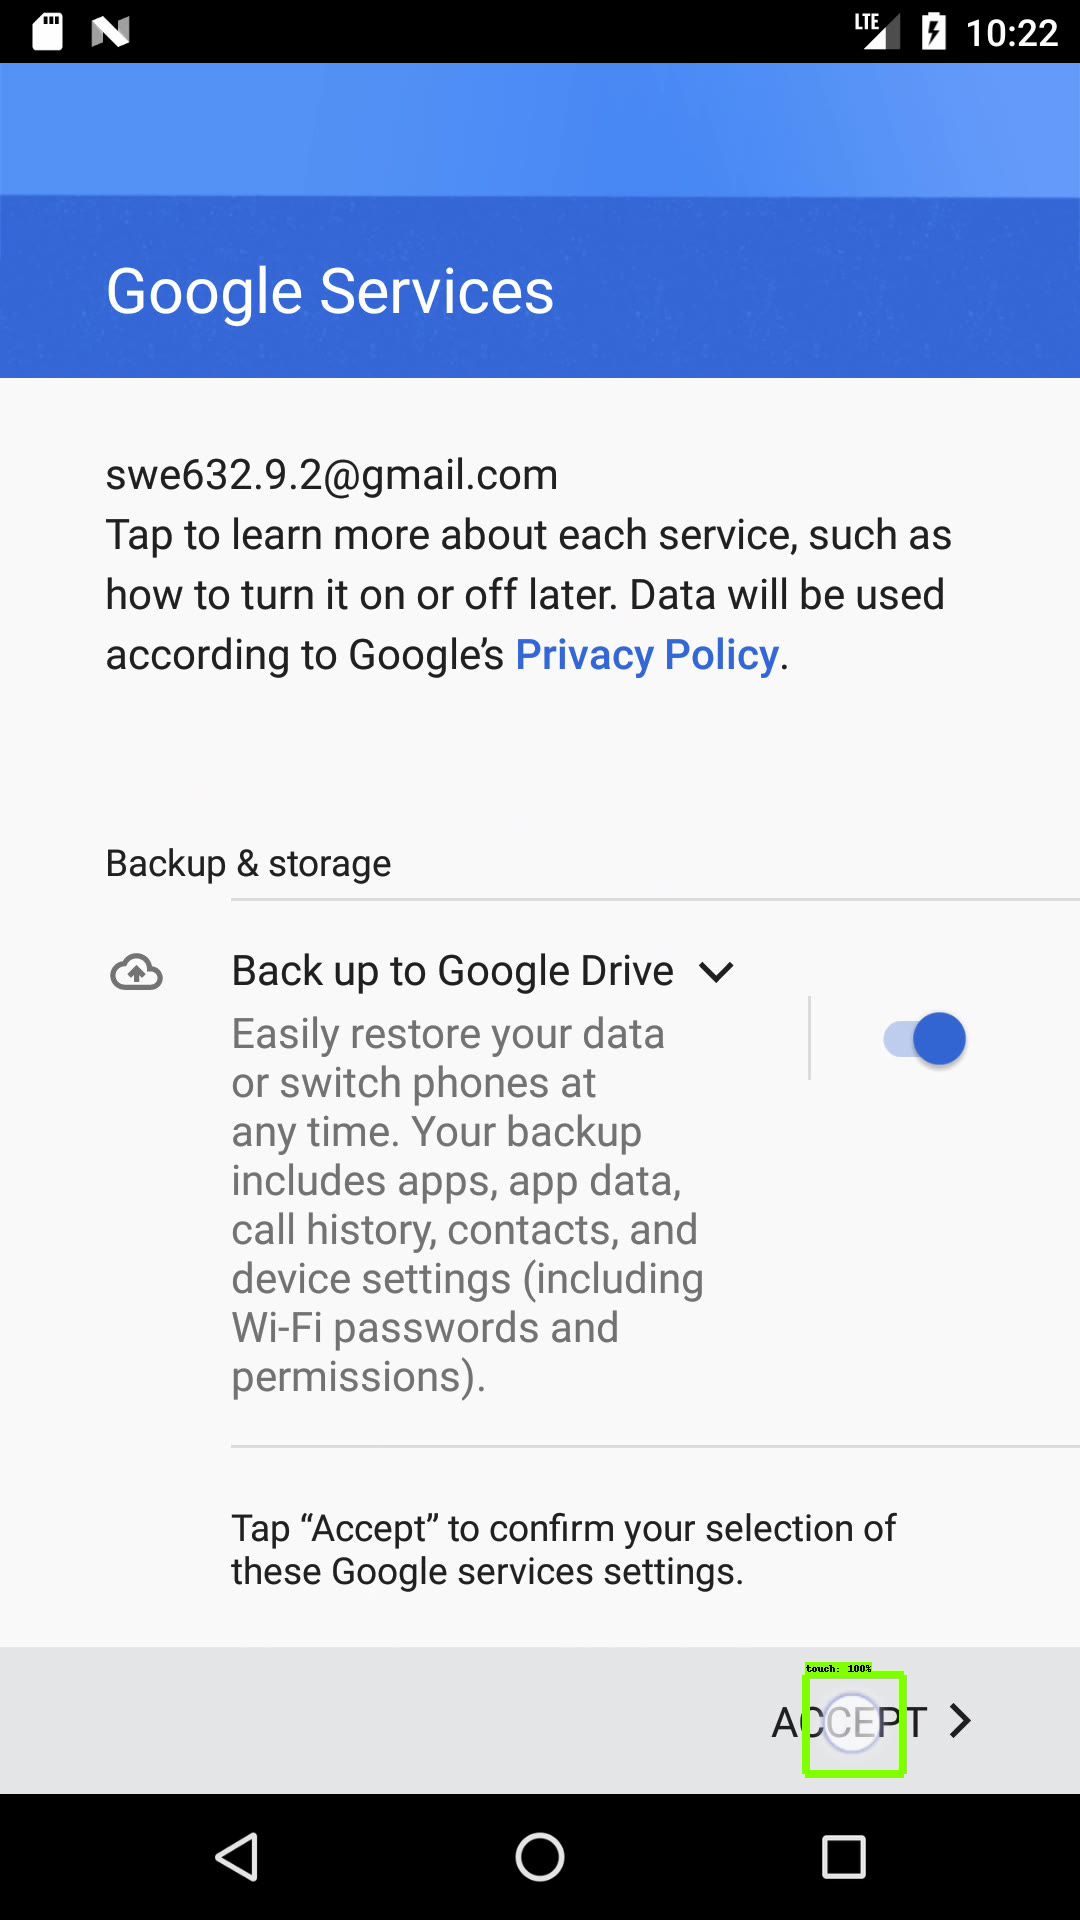 LTE 10:22
Google Services
swe632.9.2@gmail.com
Tap to learn more about each service, such as
how to turn it on or off later. Data will be used
according to Google’s Privacy Policy.
Backup & storage
Back up to Google Drive
Easily restore your data
or switch phones at
any time. Your backup
includes apps, app data,
call history, contacts, and
device settings (including
Wi-Fi passwords and
permissions).
Tap “Accept” to confirm your selection of
these Google services settings.
touch: 100%
ACCEPT